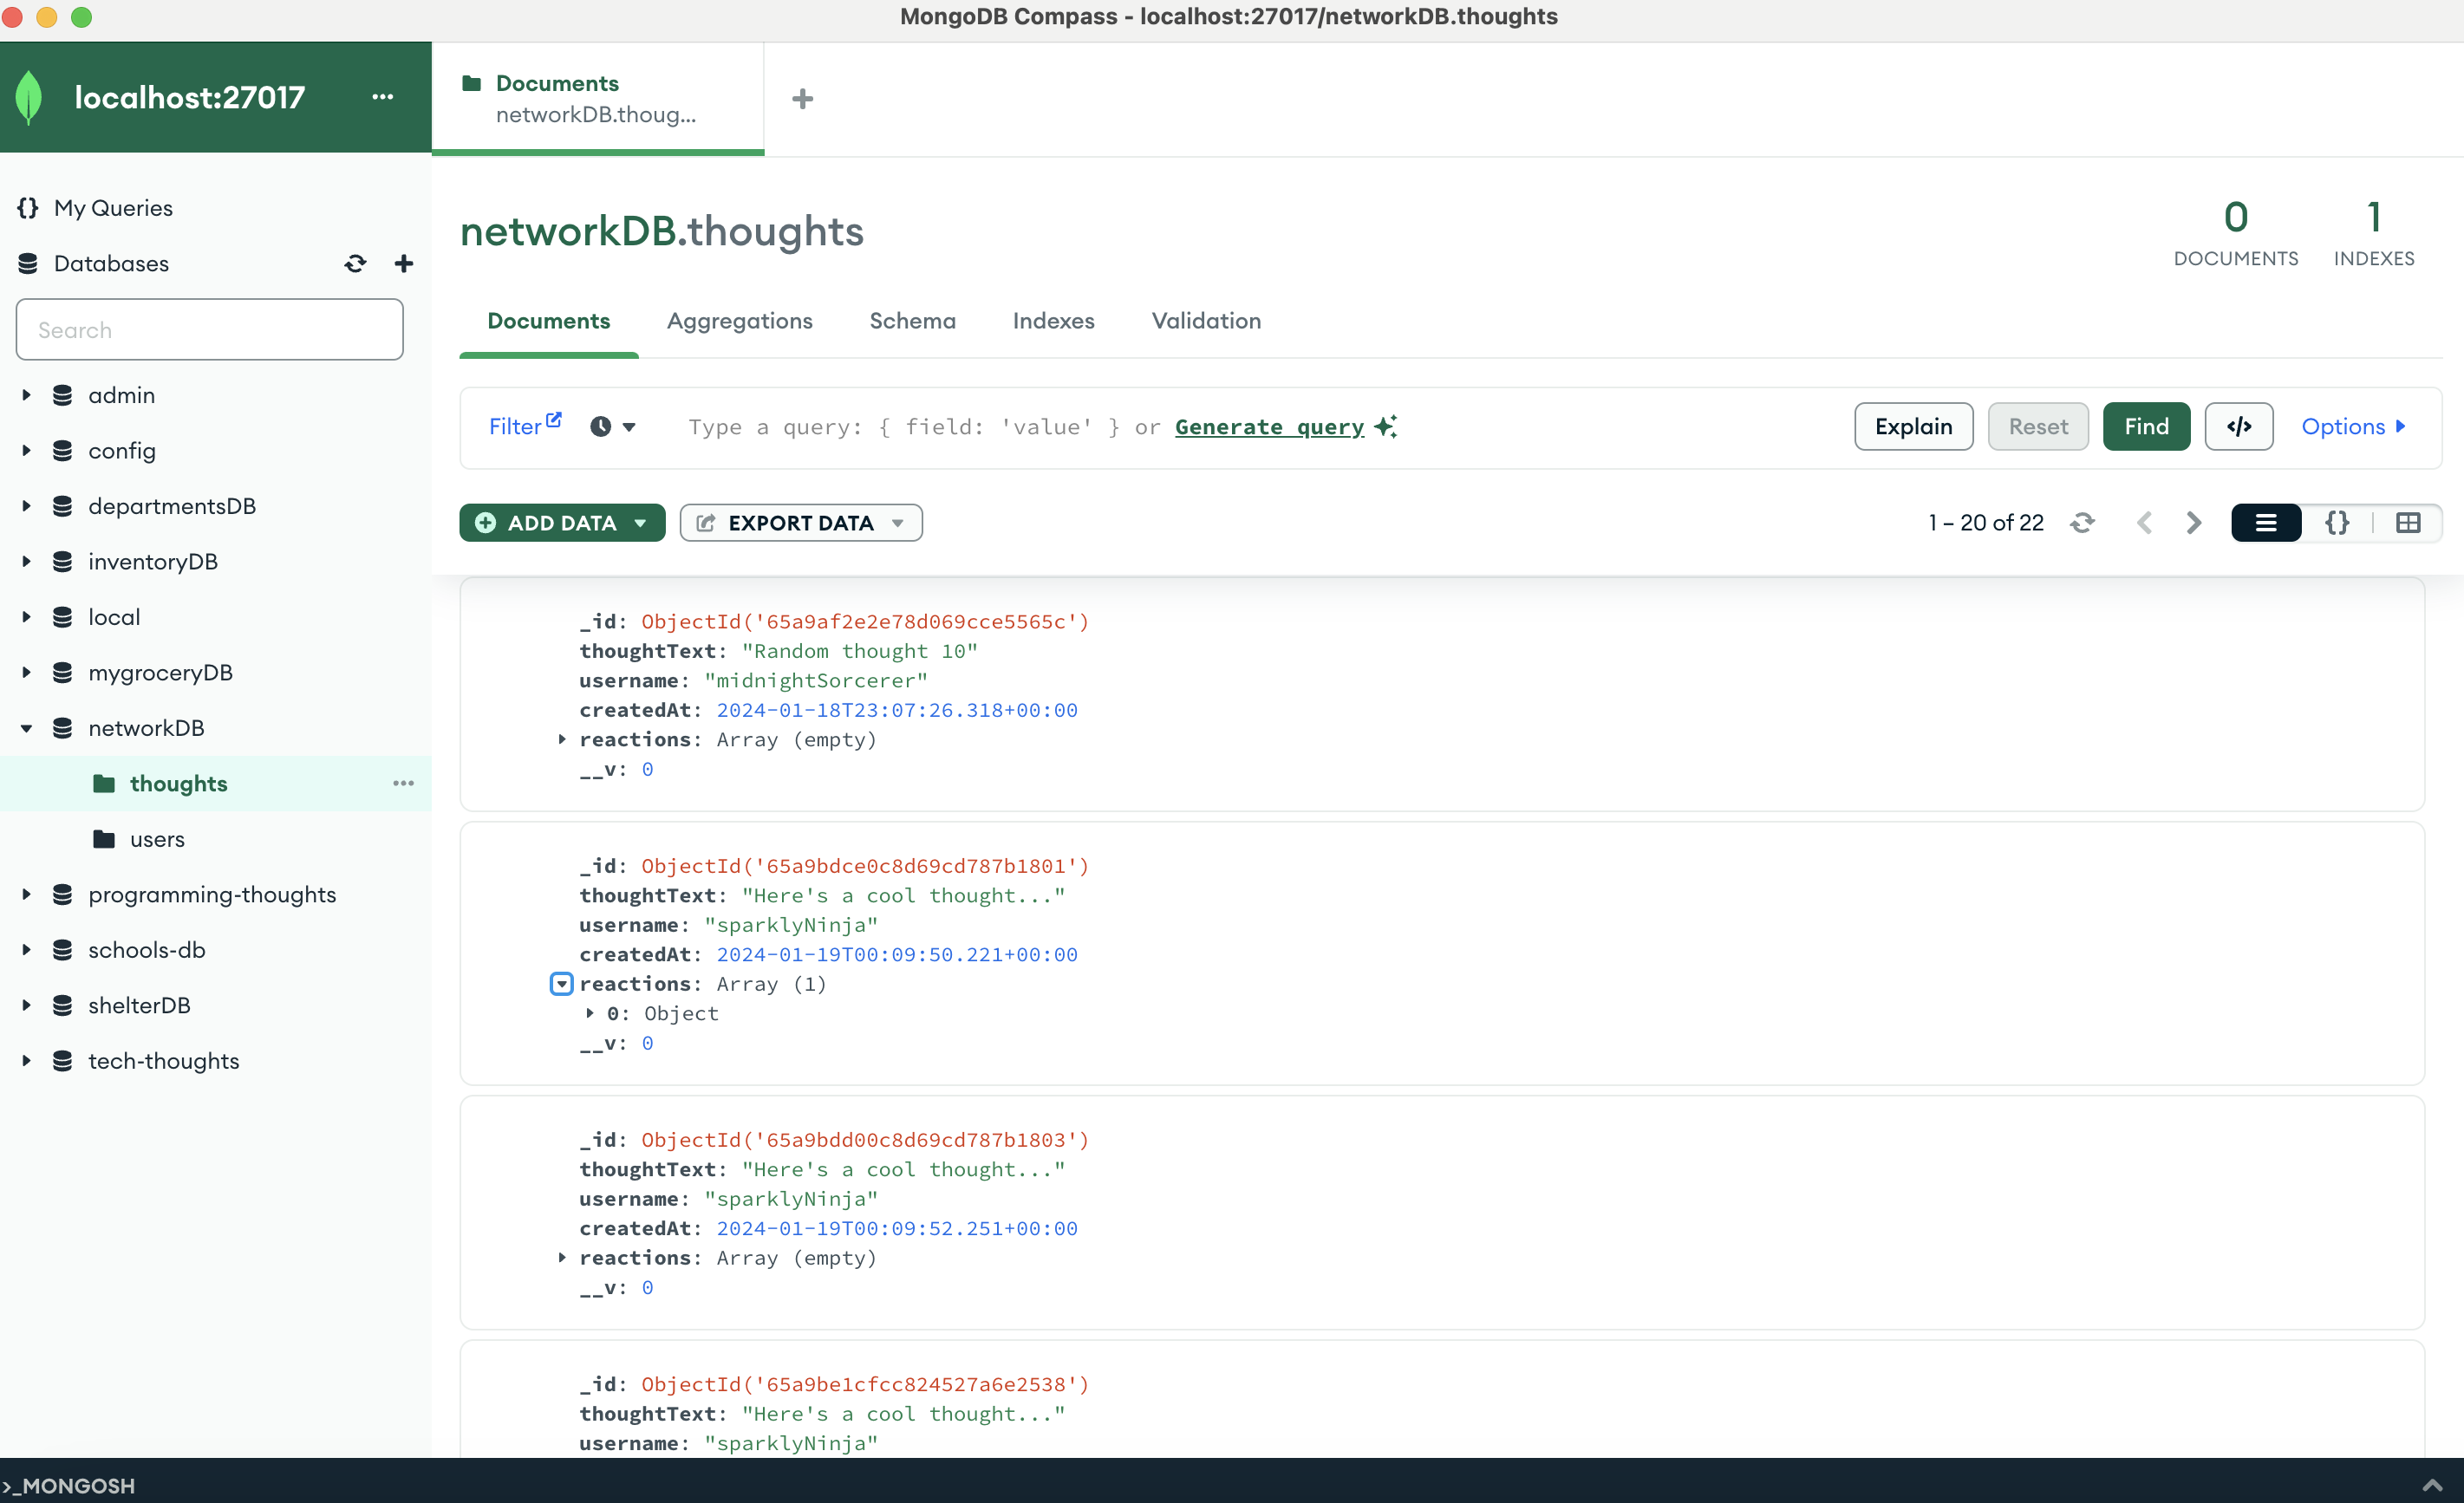 MongoDB Compass - localhost:27017/networkDB.thoughts
localhost:27017
My Queries
Databases
Search
admin
config
departmentsDB
inventoryDB
local
mygroceryDB
networkDB
thoughts
users
programming-thoughts
schools-db
shelterDB
tech-thoughts
Documents
networkDB.thoug...
networkDB.thoughts
0
DOCUMENTS
1
INDEXES
Documents Aggregations Schema Indexes Validation
Filter Type a query: { field: 'value' } or Generate query Explain Reset Find </> Options
ADD DATA EXPORT DATA 1 – 20 of 22 {}
_id: ObjectId('65a9af2e2e78d069cce5565c')
thoughtText: "Random thought 10"
username: "midnightSorcerer"
createdAt: 2024-01-18T23:07:26.318+00:00
reactions: Array (empty)
__v: 0
_id: ObjectId('65a9bdce0c8d69cd787b1801')
thoughtText: "Here's a cool thought..."
username: "sparklyNinja"
createdAt: 2024-01-19T00:09:50.221+00:00
reactions: Array (1)
0: Object
__v: 0
_id: ObjectId('65a9bdd00c8d69cd787b1803')
thoughtText: "Here's a cool thought..."
username: "sparklyNinja"
createdAt: 2024-01-19T00:09:52.251+00:00
reactions: Array (empty)
__v: 0
_id: ObjectId('65a9be1cfcc824527a6e2538')
thoughtText: "Here's a cool thought..."
username: "sparklyNinja"
>_MONGOSH